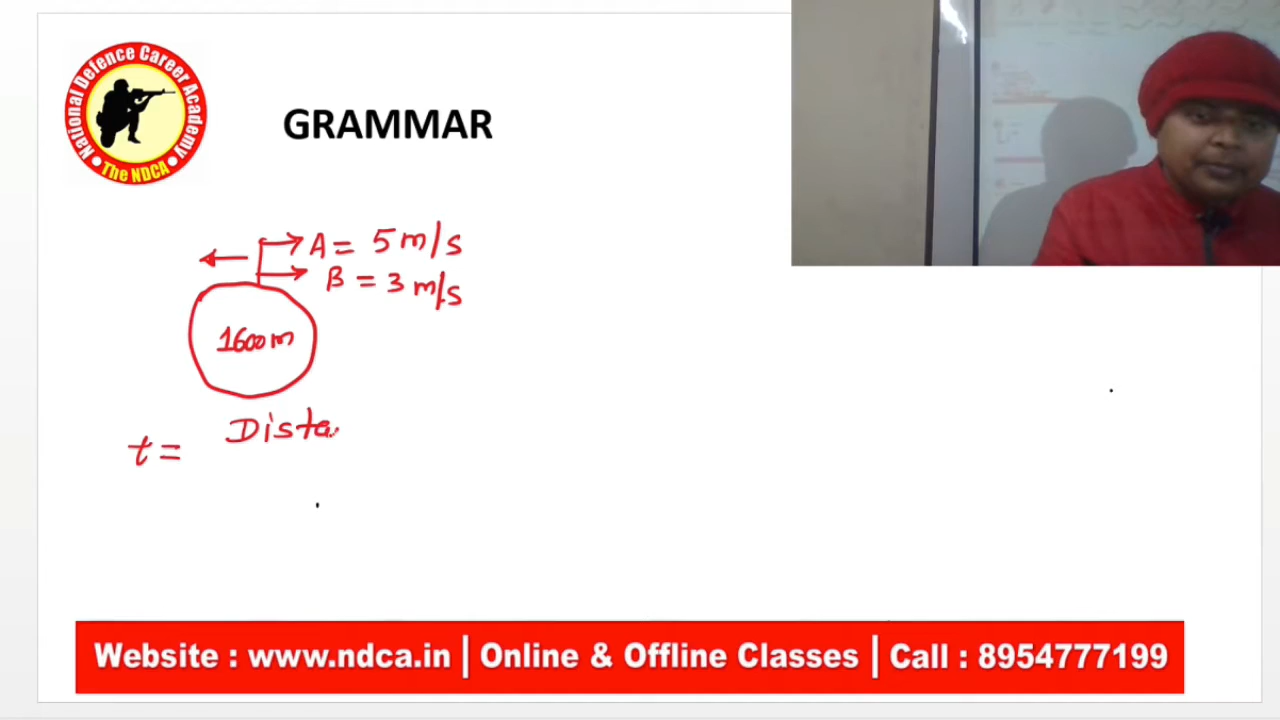 National Defence Career Academy
The NDCA
GRAMMAR
A = 5 m/s
B = 3 m/s
1600 m
t = Dista
Website : www.ndca.in | Online & Offline Classes | Call : 8954777199